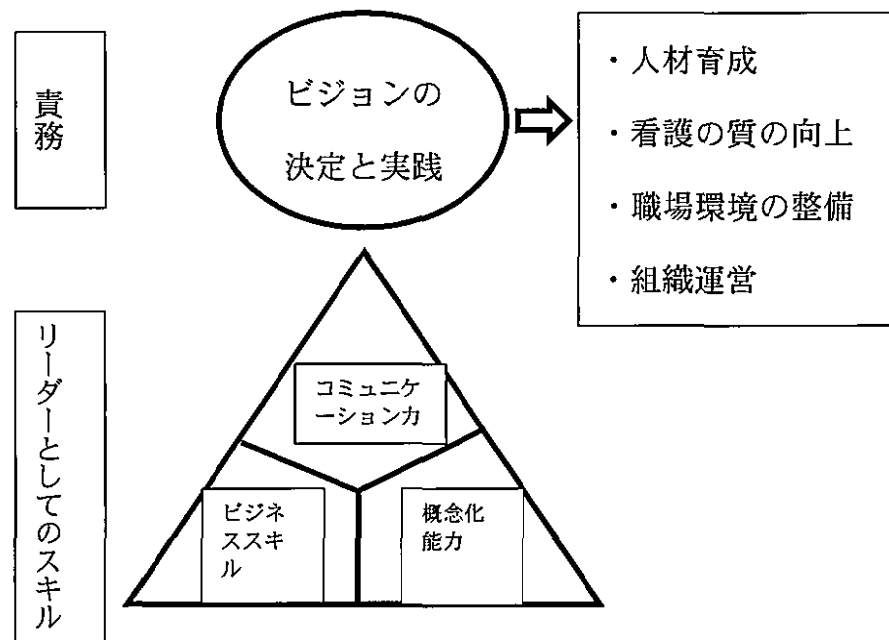 責務
ビジョンの
決定と実践
・人材育成
・看護の質の向上
・職場環境の整備
・組織運営
リーダーとしてのスキル
コミュニケ
ーション力
ビジネ
ススキ
ル
概念化
能力